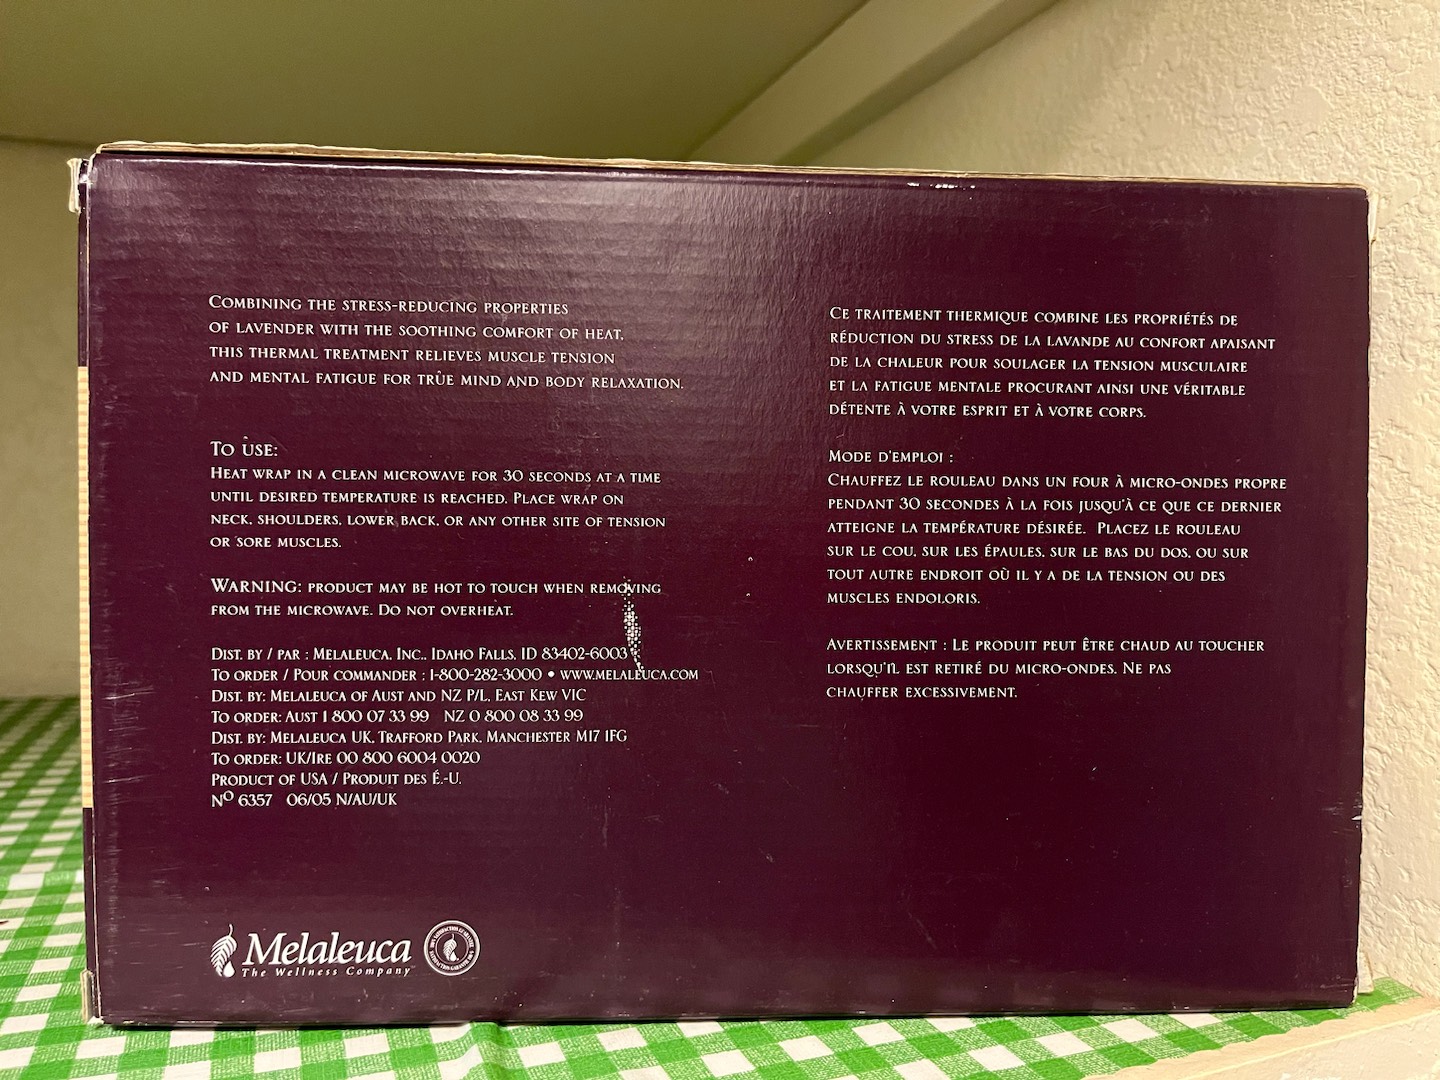 COMBINING THE STRESS-REDUCING PROPERTIES
OF LAVENDER WITH THE SOOTHING COMFORT OF HEAT,
THIS THERMAL TREATMENT RELIEVES MUSCLE TENSION
AND MENTAL FATIGUE FOR TRUE MIND AND BODY RELAXATION.
TO USE:
HEAT WRAP IN A CLEAN MICROWAVE FOR 30 SECONDS AT A TIME
UNTIL DESIRED TEMPERATURE IS REACHED. PLACE WRAP ON
NECK, SHOULDERS, LOWER BACK, OR ANY OTHER SITE OF TENSION
OR SORE MUSCLES.
WARNING: PRODUCT MAY BE HOT TO TOUCH WHEN REMOVING
FROM THE MICROWAVE. DO NOT OVERHEAT.
DIST. BY / PAR : MELALEUCA, INC., IDAHO FALLS, ID 83402-6003
TO ORDER / POUR COMMANDER : 1-800-282-3000 • WWW.MELALEUCA.COM
DIST. BY: MELALEUCA OF AUST AND NZ P/L, EAST KEW VIC
TO ORDER: AUST 1 800 07 33 99 NZ 0 800 08 33 99
DIST. BY: MELALEUCA UK, TRAFFORD PARK, MANCHESTER M17 1FG
TO ORDER: UK/IRE 00 800 6004 0020
PRODUCT OF USA / PRODUIT DES É.-U.
Nº 6357 06/05 N/AU/UK
Melaleuca
The Wellness Company
CE TRAITEMENT THERMIQUE COMBINE LES PROPRIÉTÉS DE
RÉDUCTION DU STRESS DE LA LAVANDE AU CONFORT APAISANT
DE LA CHALEUR POUR SOULAGER LA TENSION MUSCULAIRE
ET LA FATIGUE MENTALE PROCURANT AINSI UNE VÉRITABLE
DÉTENTE À VOTRE ESPRIT ET À VOTRE CORPS.
MODE D'EMPLOI :
CHAUFFEZ LE ROULEAU DANS UN FOUR À MICRO-ONDES PROPRE
PENDANT 30 SECONDES À LA FOIS JUSQU'À CE QUE CE DERNIER
ATTEIGNE LA TEMPÉRATURE DÉSIRÉE. PLACEZ LE ROULEAU
SUR LE COU, SUR LES ÉPAULES, SUR LE BAS DU DOS, OU SUR
TOUT AUTRE ENDROIT OÙ IL Y A DE LA TENSION OU DES
MUSCLES ENDOLORIS.
AVERTISSEMENT : LE PRODUIT PEUT ÊTRE CHAUD AU TOUCHER
LORSQU'IL EST RETIRÉ DU MICRO-ONDES. NE PAS
CHAUFFER EXCESSIVEMENT.